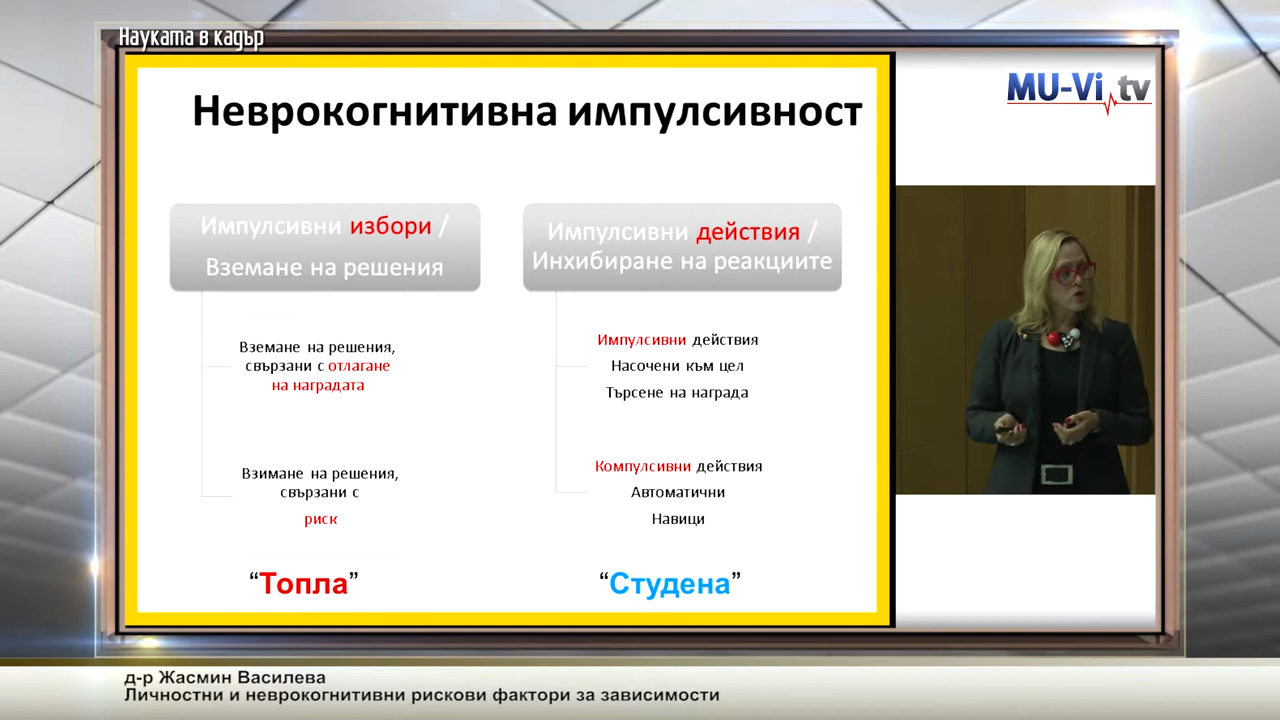 Науката в кадър
MU-Vi.tv
Неврокогнитивна импулсивност
Импулсивни избори /
Вземане на решения
Импулсивни действия /
Инхибиране на реакциите
Вземане на решения,
свързани с отлагане
на наградата
Взимане на решения,
свързани с
риск
Импулсивни действия
Насочени към цел
Търсене на награда
Компулсивни действия
Автоматични
Навици
“Топла”
“Студена”
д-р Жасмин Василева
Личностни и неврокогнитивни рискови фактори за зависимости